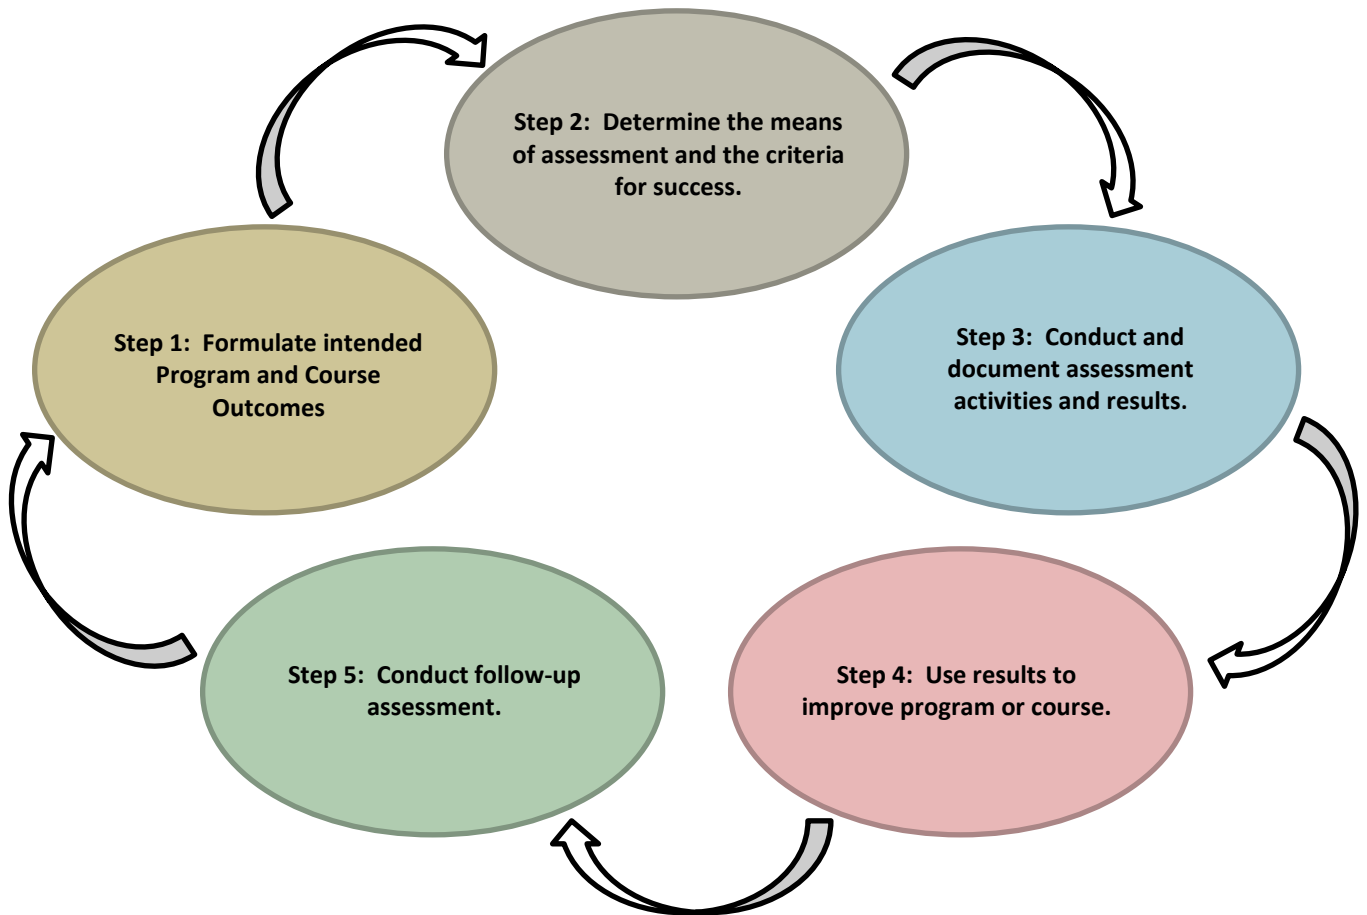 Step 2:  Determine the means
of assessment and the criteria
for success.
Step 1:  Formulate intended
Program and Course
Outcomes
Step 3:  Conduct and
document assessment
activities and results.
Step 5:  Conduct follow-up
assessment.
Step 4:  Use results to
improve program or course.